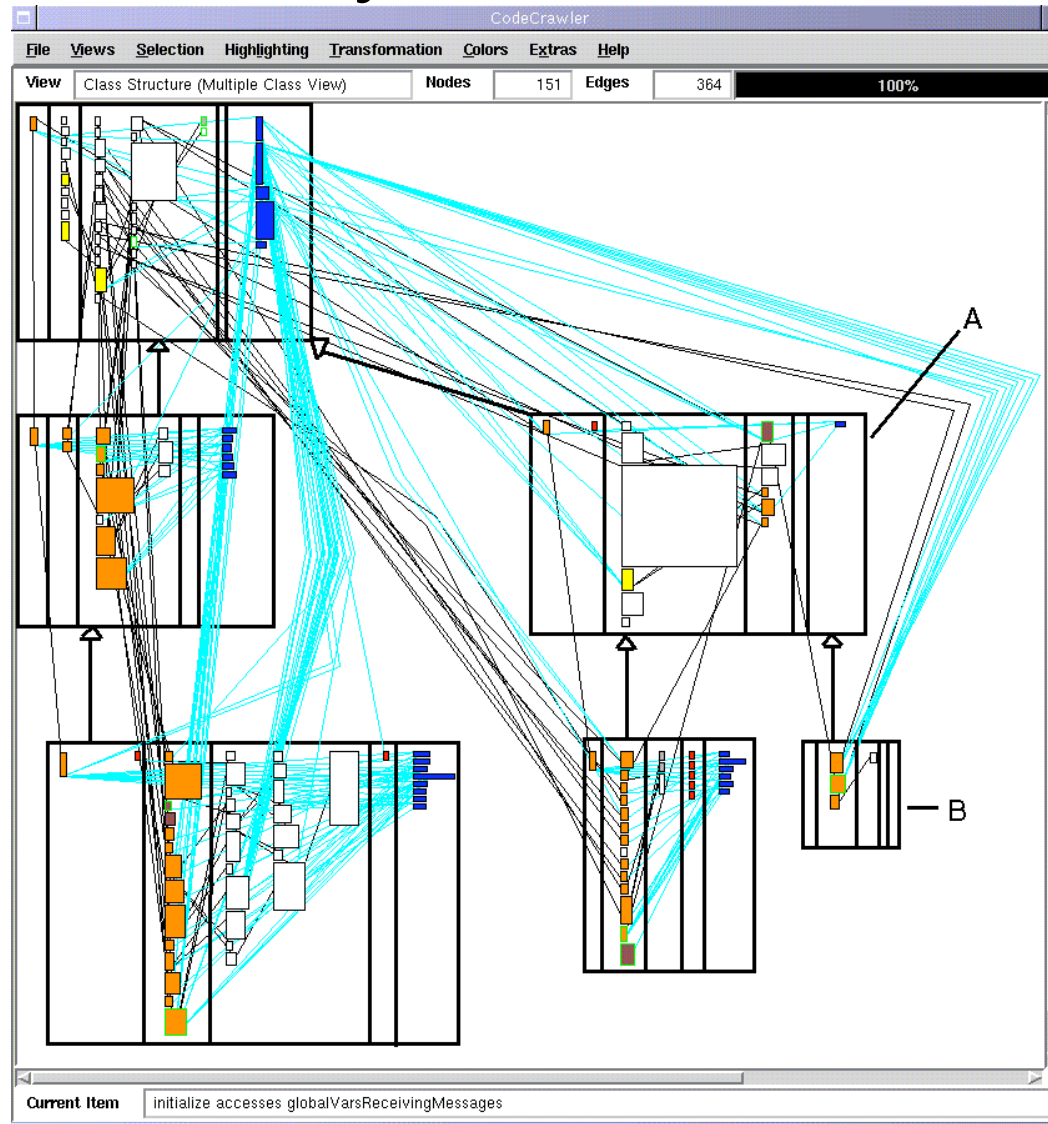 CodeCrawler
File Views Selection Highlighting Transformation Colors Extras Help
View Class Structure (Multiple Class View) Nodes 151 Edges 364 100%
A
B
Current Item initialize accesses globalVarsReceivingMessages